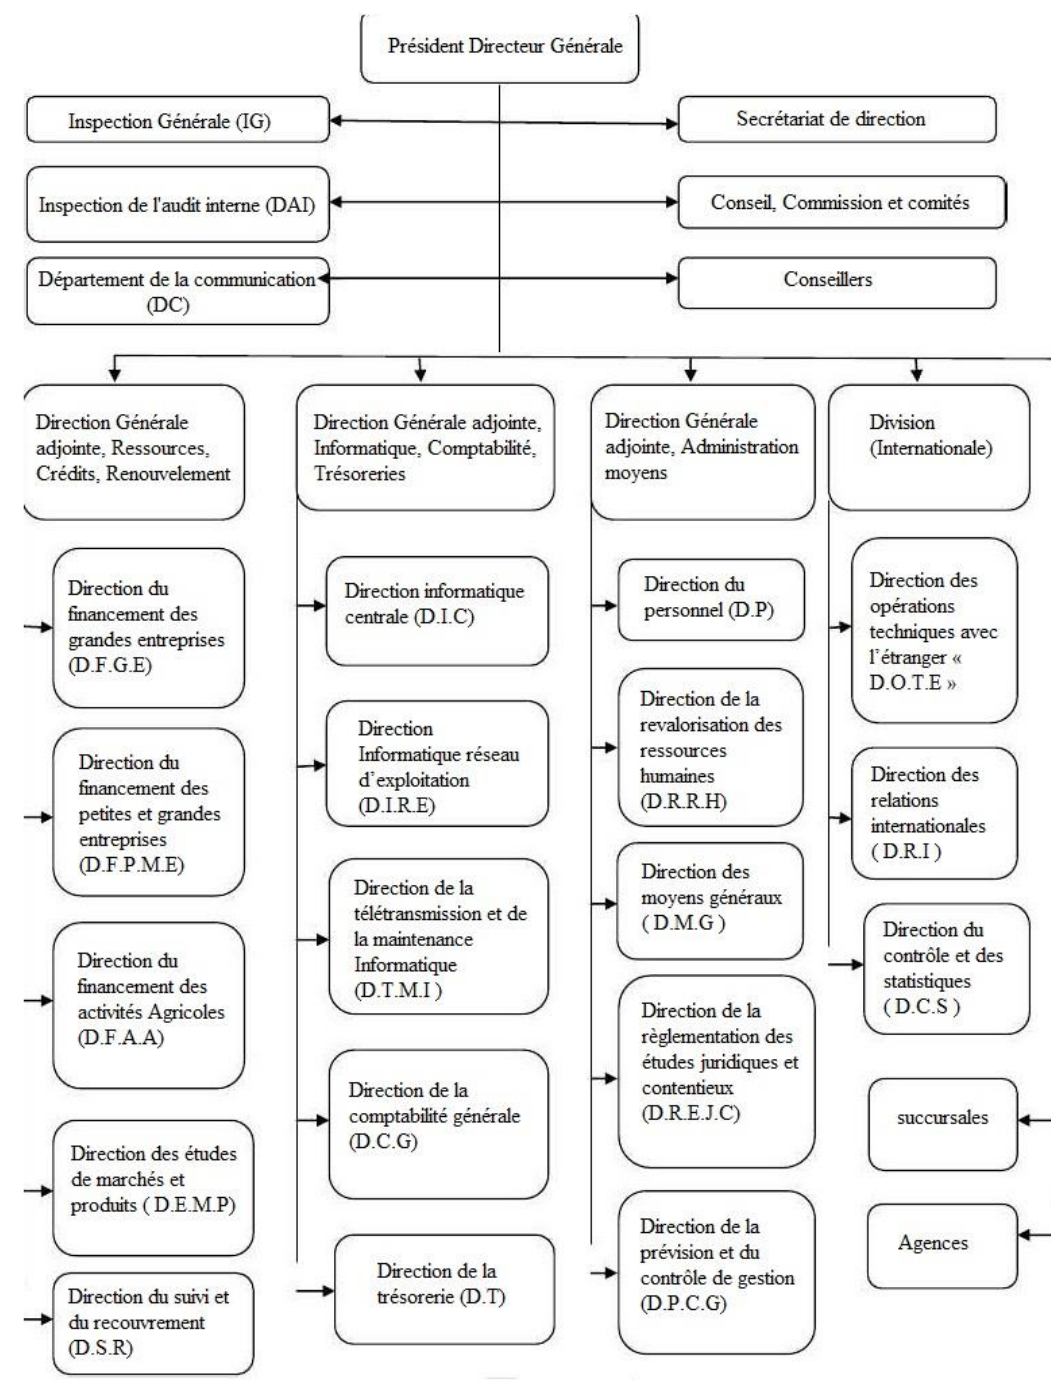 Président Directeur Générale
Inspection Générale (IG)
Secrétariat de direction
Inspection de l'audit interne (DAI)
Conseil, Commission et comités
Département de la communication
(DC)
Conseillers
Direction Générale
adjointe, Ressources,
Crédits, Renouvelement
Direction Générale adjointe,
Informatique, Comptabilité,
Trésoreries
Direction Générale
adjointe, Administration
moyens
Division
(Internationale)
Direction du
financement des
grandes entreprises
(D.F.G.E)
Direction du
financement des
petites et grandes
entreprises
(D.F.P.M.E)
Direction du
financement des
activités Agricoles
(D.F.A.A)
Direction des études
de marchés et
produits ( D.E.M.P)
Direction du suivi et
du recouvrement
(D.S.R)
Direction informatique
centrale (D.I.C)
Direction
Informatique réseau
d’exploitation
(D.I.R.E)
Direction de la
télétransmission et de
la maintenance
Informatique
(D.T.M.I )
Direction de la
comptabilité générale
(D.C.G)
Direction de la
trésorerie (D.T)
Direction du
personnel (D.P)
Direction de la
revalorisation des
ressources
humaines
(D.R.R.H)
Direction des
moyens généraux
( D.M.G )
Direction de la
règlementation des
études juridiques et
contentieux
(D.R.E.J.C)
Direction de la
prévision et du
contrôle de gestion
(D.P.C.G)
Direction des
opérations
techniques avec
l’étranger «
D.O.T.E »
Direction des
relations
internationales
( D.R.I )
Direction du
contrôle et des
statistiques
( D.C.S )
succursales
Agences